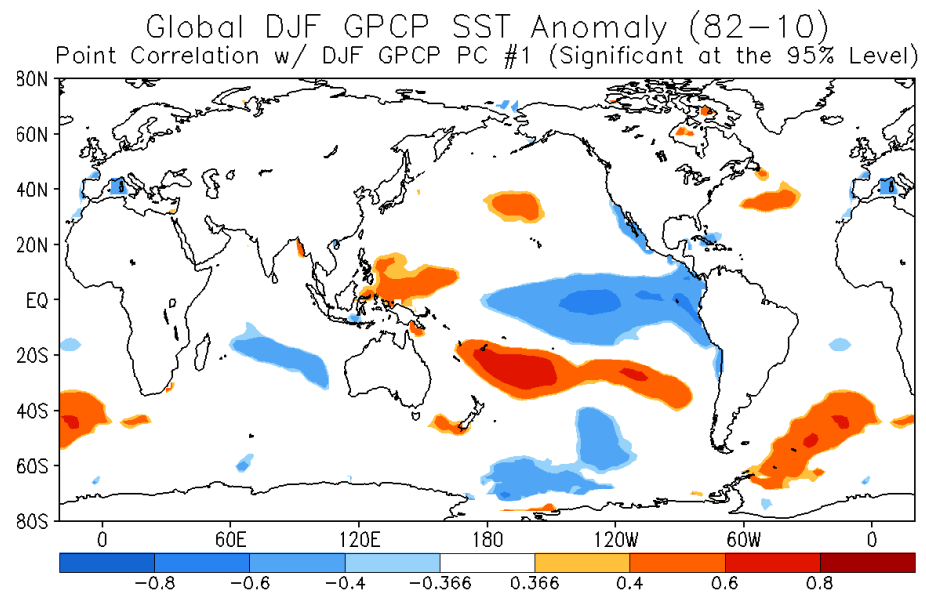 Global DJF GPCP SST Anomaly (82-10)
Point Correlation w/ DJF GPCP PC #1 (Significant at the 95% Level)
80N
60N
40N
20N
EQ
20S
40S
60S
80S
0 60E 120E 180 120W 60W 0
-0.8 -0.6 -0.4 -0.366 0.366 0.4 0.6 0.8